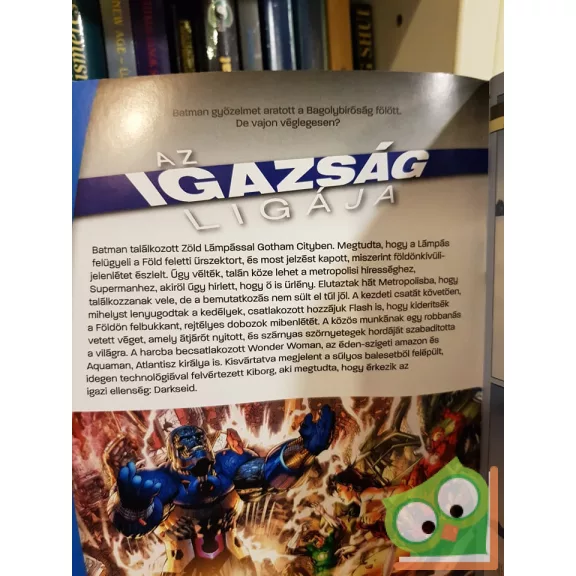 NEW AGE
SHUI
Batman győzelmet aratott a Bagolybíróság fölött.
De vajon véglegesen?
AZ
IGAZSÁG
LIGÁJA
Batman találkozott Zöld Lámpással Gotham Cityben. Megtudta, hogy a Lámpás
felügyeli a Föld feletti űrszektort, és most jelzést kapott, miszerint földönkívüli-
jelenlétet észlelt. Úgy vélték, talán köze lehet a metropolisi hírességhez,
Supermanhez, akiről úgy hírlett, hogy ő is űrlény. Elutaztak hát Metropolisba, hogy
találkozzanak vele, de a bemutatkozás nem sült el túl jól. A kezdeti csatát követően,
mihelyst lenyugodtak a kedélyek, csatlakozott hozzájuk Flash is, hogy kiderítsék
a Földön felbukkant, rejtélyes dobozok mibenlétét. A közös munkának egy robbanás
vetett véget, amely átjárót nyitott, és szárnyas szörnyetegek hordáját szabadította
a világra. A harcba becsatlakozott Wonder Woman, az éden-szigeti amazon és
Aquaman, Atlantisz királya is. Kisvártatva megjelent a súlyos balesetből felépült,
idegen technológiával felvértezett Kiborg, aki megtudta, hogy érkezik az
igazi ellenség: Darkseid.